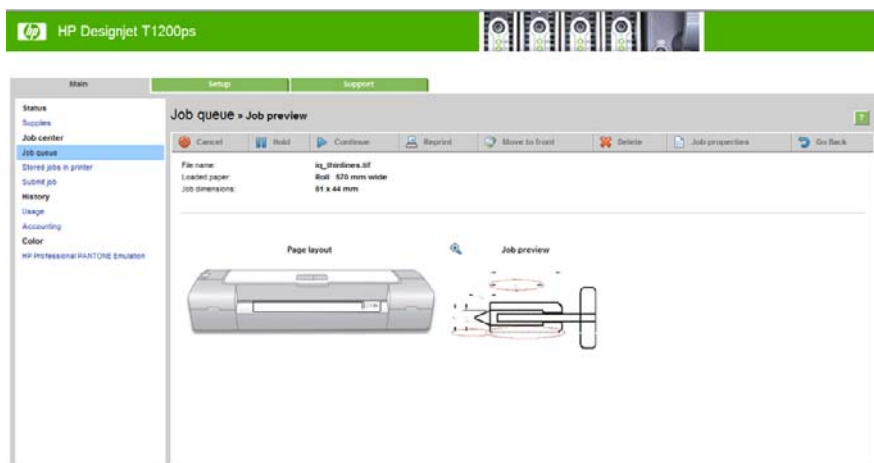 hp HP Designjet T1200ps
Main Setup Support
Status
Supplies
Job center
Job queue
Stored jobs in printer
Submit job
History
Usage
Accounting
Color
HP Professional PANTONE Emulation
Job queue » Job preview
?
Cancel Hold Continue Reprint Move to front Delete Job properties Go Back
File name: iq_thinlines.tif
Loaded paper: Roll 570 mm wide
Job dimensions: 81 x 44 mm
Page layout Job preview